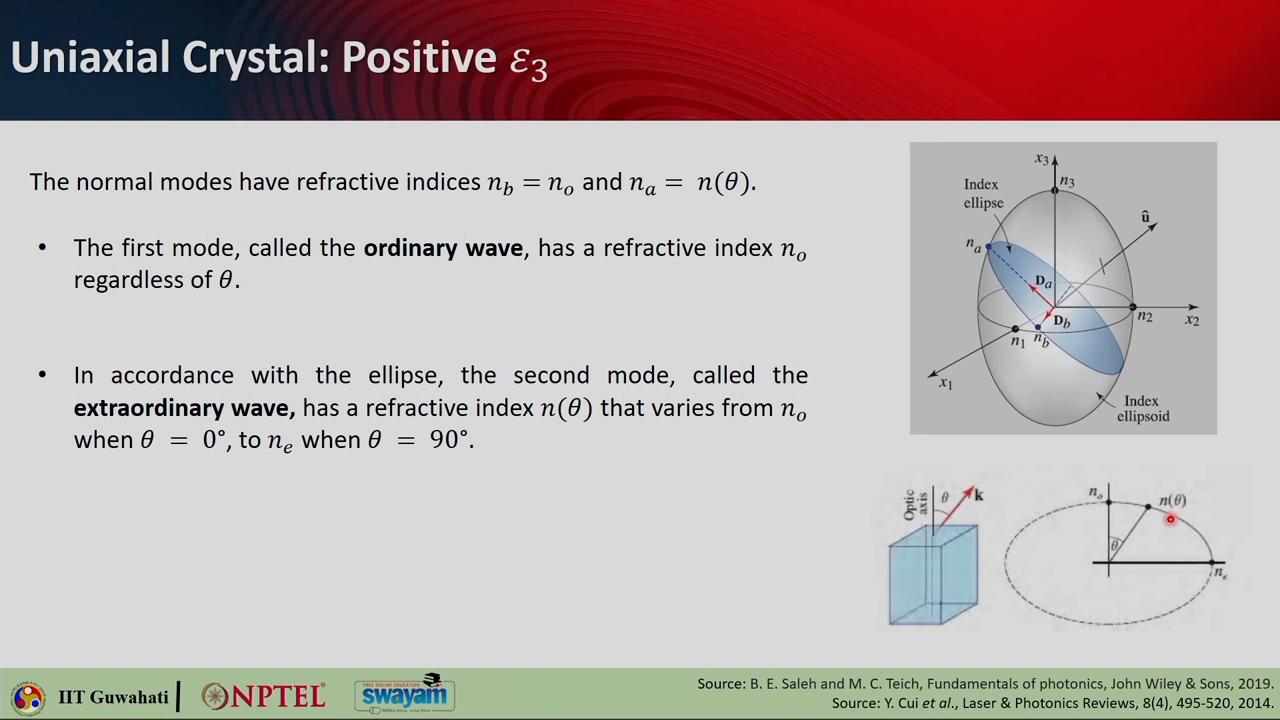 Uniaxial Crystal: Positive ε₃
The normal modes have refractive indices n_b = n_o and n_a = n(θ).
• The first mode, called the ordinary wave, has a refractive index n_o
regardless of θ.
• In accordance with the ellipse, the second mode, called the
extraordinary wave, has a refractive index n(θ) that varies from n_o
when θ = 0°, to n_e when θ = 90°.
x₃
n₃
Index
ellipse
û
n_a
D_a
D_b
n₂
x₂
n₁
n_b
x₁
Index
ellipsoid
Optic
axis
θ
k
n_o
n(θ)
θ
n_e
IIT Guwahati
NPTEL
FREE ONLINE EDUCATION
swayam
Source: B. E. Saleh and M. C. Teich, Fundamentals of photonics, John Wiley & Sons, 2019.
Source: Y. Cui et al., Laser & Photonics Reviews, 8(4), 495-520, 2014.